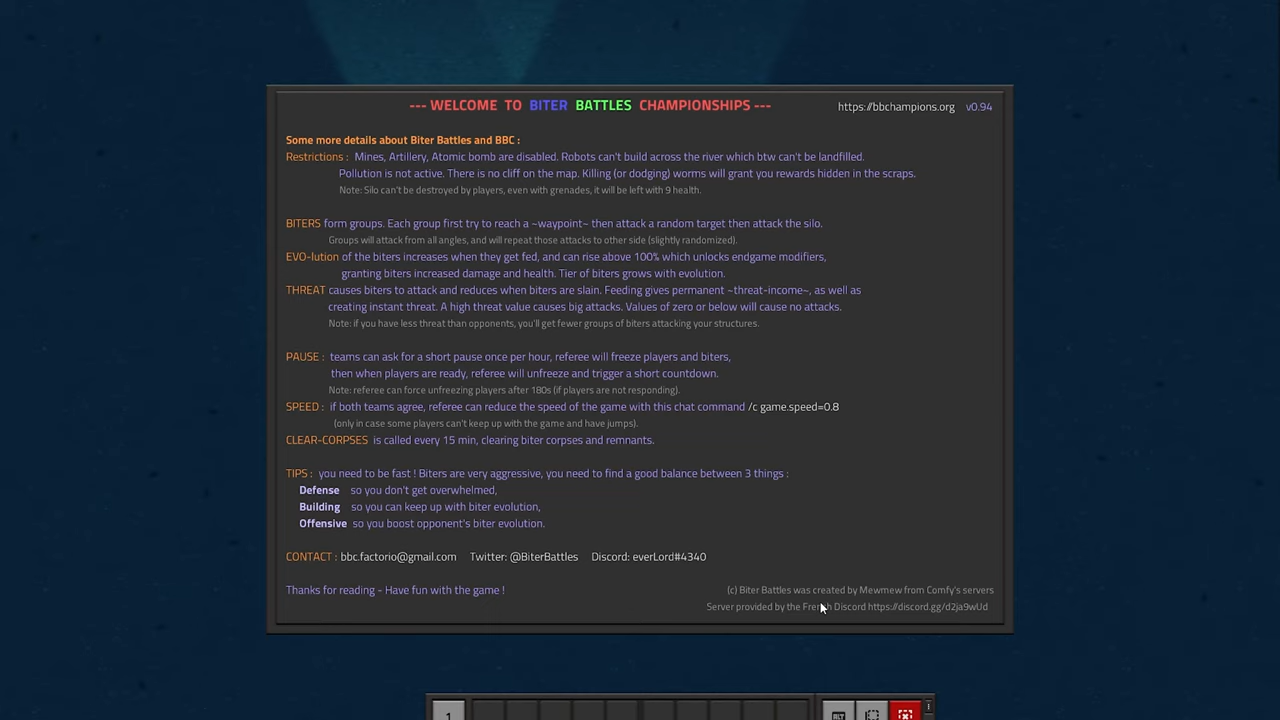 --- WELCOME TO BITER BATTLES CHAMPIONSHIPS --- https://bbchampions.org v0.94
Some more details about Biter Battles and BBC :
Restrictions : Mines, Artillery, Atomic bomb are disabled. Robots can't build across the river which btw can't be landfilled.
Pollution is not active. There is no cliff on the map. Killing (or dodging) worms will grant you rewards hidden in the scraps.
Note: Silo can't be destroyed by players, even with grenades, it will be left with 9 health.
BITERS form groups. Each group first try to reach a ~waypoint~ then attack a random target then attack the silo.
Groups will attack from all angles, and will repeat those attacks to other side (slightly randomized).
EVO-lution of the biters increases when they get fed, and can rise above 100% which unlocks endgame modifiers,
granting biters increased damage and health. Tier of biters grows with evolution.
THREAT causes biters to attack and reduces when biters are slain. Feeding gives permanent ~threat-income~, as well as
creating instant threat. A high threat value causes big attacks. Values of zero or below will cause no attacks.
Note: if you have less threat than opponents, you'll get fewer groups of biters attacking your structures.
PAUSE : teams can ask for a short pause once per hour, referee will freeze players and biters,
then when players are ready, referee will unfreeze and trigger a short countdown.
Note: referee can force unfreezing players after 180s (if players are not responding).
SPEED : if both teams agree, referee can reduce the speed of the game with this chat command /c game.speed=0.8
(only in case some players can't keep up with the game and have jumps).
CLEAR-CORPSES is called every 15 min, clearing biter corpses and remnants.
TIPS : you need to be fast ! Biters are very aggressive, you need to find a good balance between 3 things :
Defense so you don't get overwhelmed,
Building so you can keep up with biter evolution,
Offensive so you boost opponent's biter evolution.
CONTACT : bbc.factorio@gmail.com Twitter: @BiterBattles Discord: everLord#4340
Thanks for reading - Have fun with the game ! (c) Biter Battles was created by Mewmew from Comfy's servers
Server provided by the French Discord https://discord.gg/d2ja9wUd
1 ALT